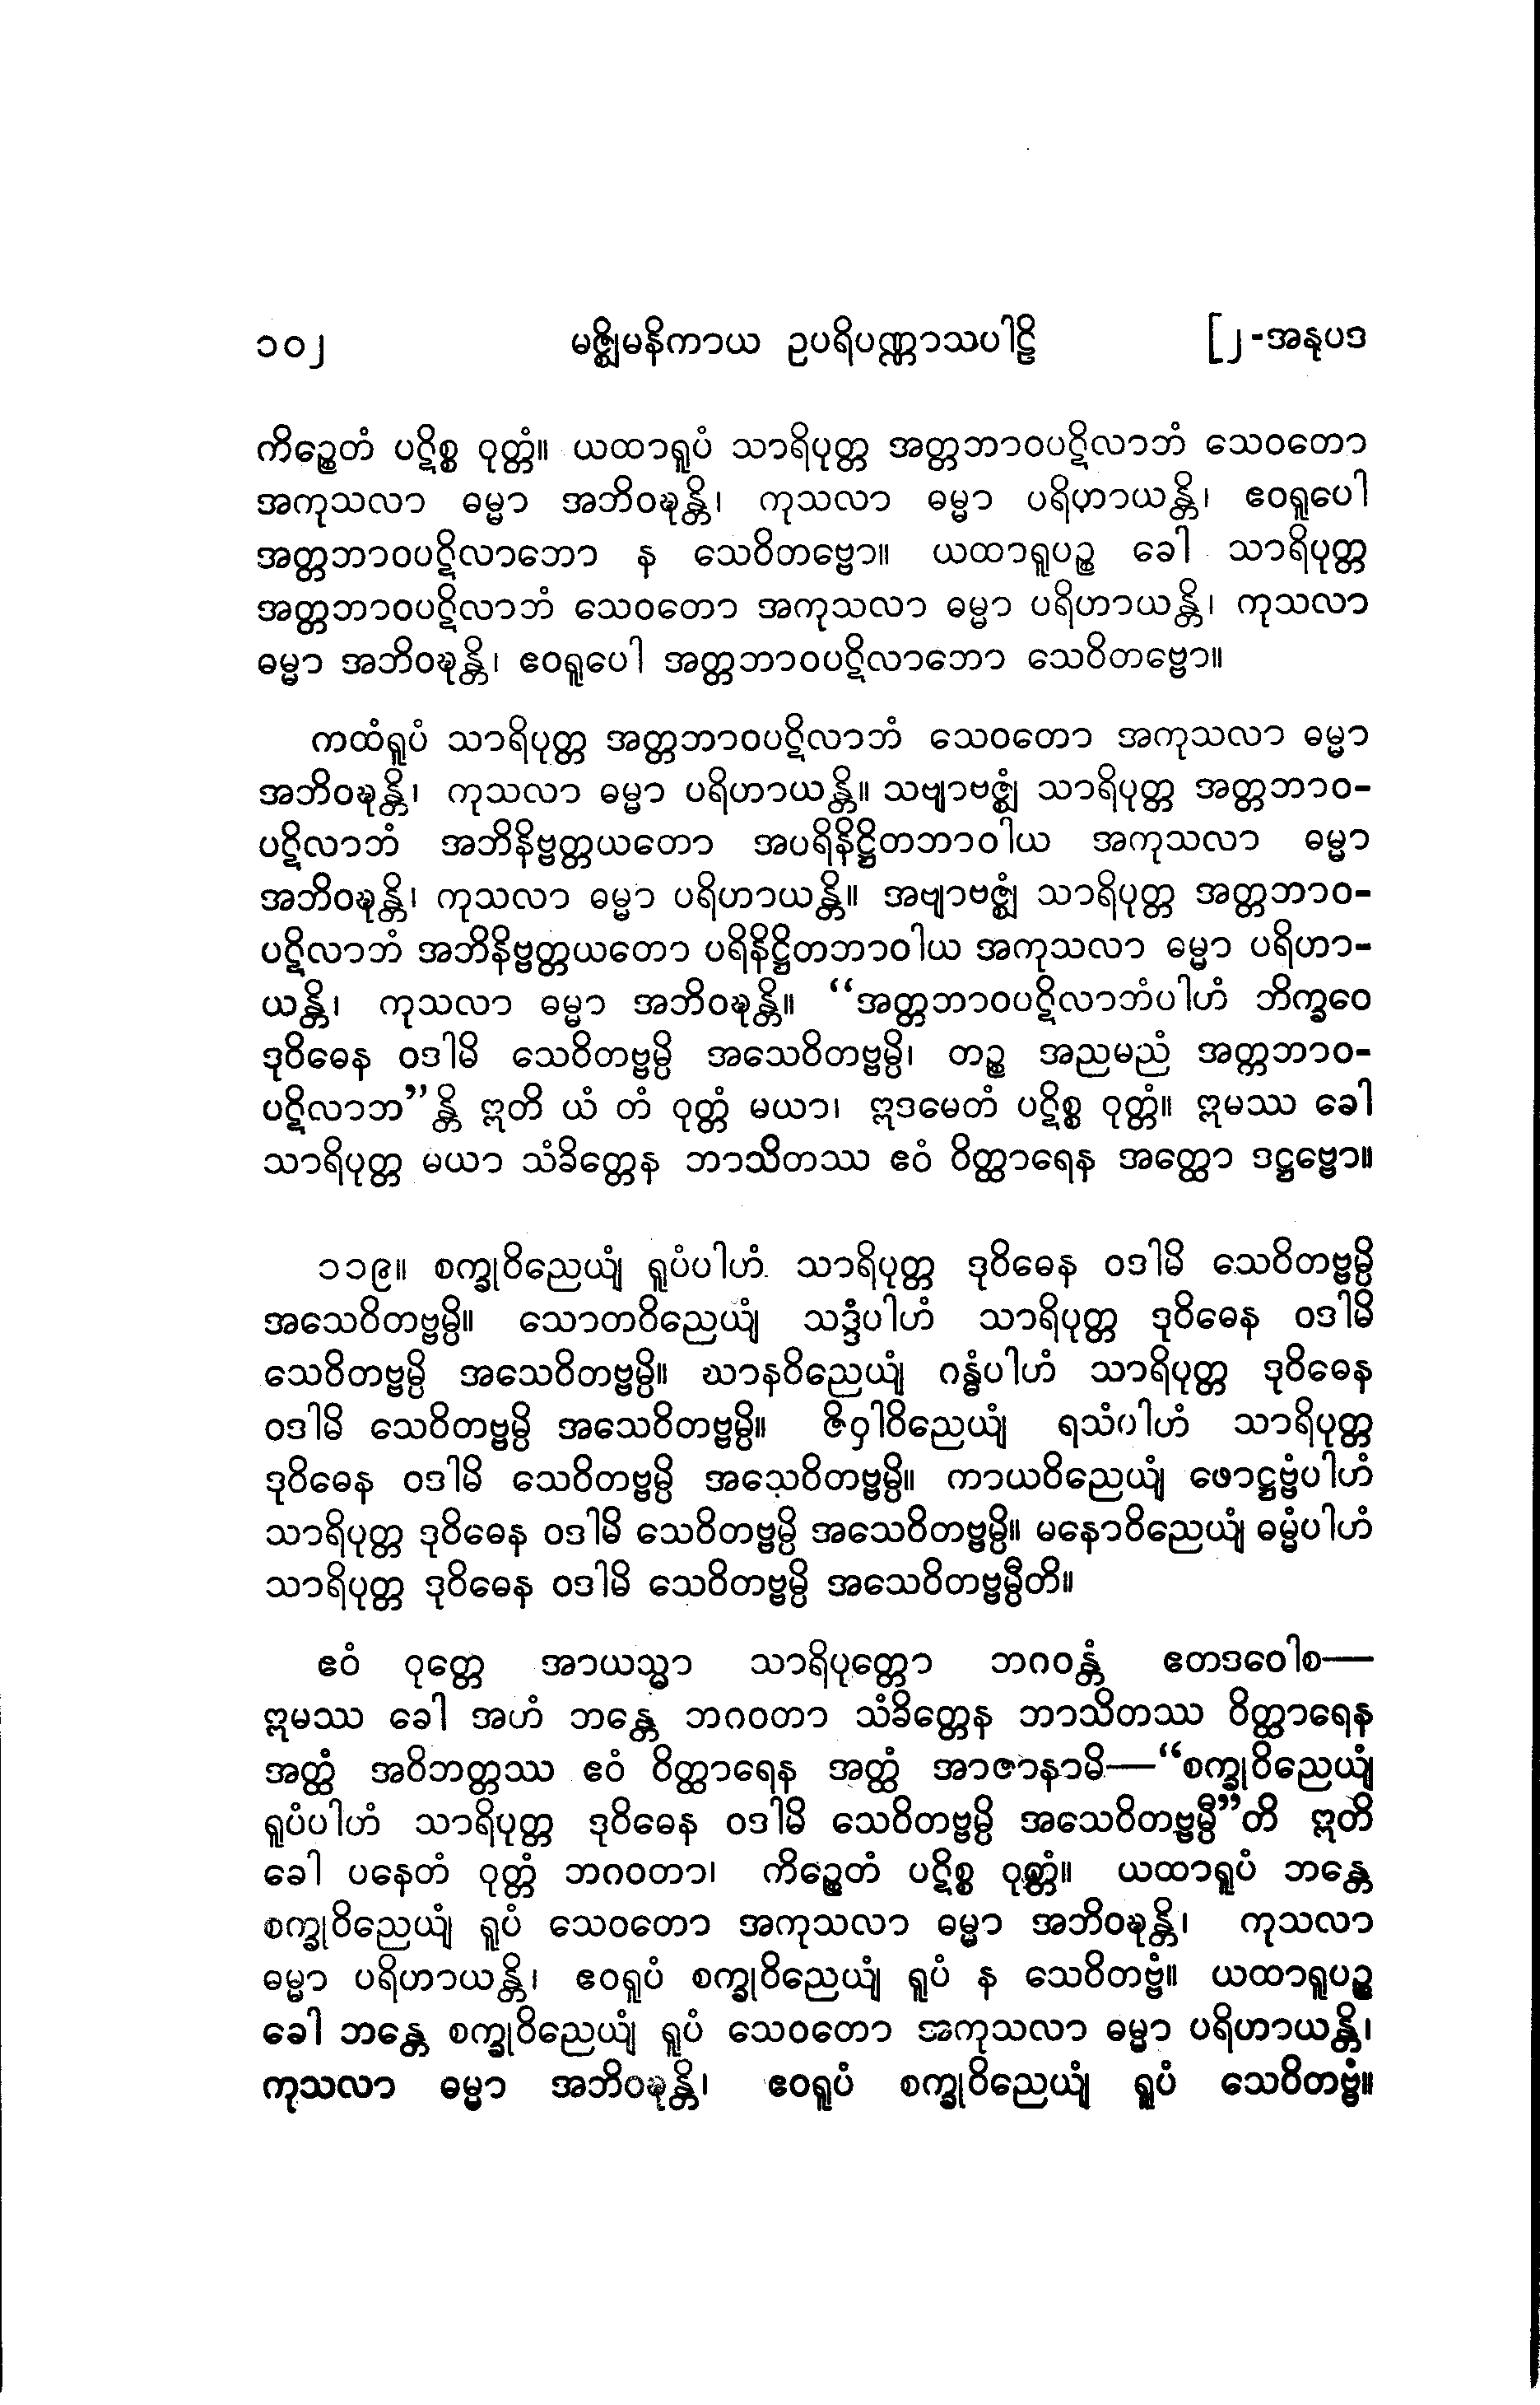 ၁၀၂ မဇ္ဈိမနိကာယ ဥပရိပဏ္ဏာသပါဠိ [၂-အနုပဒ
ကိဉ္စေတံ ပဋိစ္စ ဝုတ္တံ။ ယထာရူပံ သာရိပုတ္တ အတ္တဘာဝပဋိလာဘံ သေဝတော
အကုသလာ ဓမ္မာ အဘိဝဍ္ဎန္တိ၊ ကုသလာ ဓမ္မာ ပရိဟာယန္တိ၊ ဧဝရူပေါ
အတ္တဘာဝပဋိလာဘော န သေဝိတဗ္ဗော။ ယထာရူပဉ္စ ခေါ သာရိပုတ္တ
အတ္တဘာဝပဋိလာဘံ သေဝတော အကုသလာ ဓမ္မာ ပရိဟာယန္တိ၊ ကုသလာ
ဓမ္မာ အဘိဝဍ္ဎန္တိ၊ ဧဝရူပေါ အတ္တဘာဝပဋိလာဘော သေဝိတဗ္ဗော။
ကထံရူပံ သာရိပုတ္တ အတ္တဘာဝပဋိလာဘံ သေဝတော အကုသလာ ဓမ္မာ
အဘိဝဍ္ဎန္တိ၊ ကုသလာ ဓမ္မာ ပရိဟာယန္တိ။ သဗျာဗဇ္ဈံ သာရိပုတ္တ အတ္တဘာဝ-
ပဋိလာဘံ အဘိနိဗ္ဗတ္တယတော အပရိနိဋ္ဌိတဘာဝါယ အကုသလာ ဓမ္မာ
အဘိဝဍ္ဎန္တိ၊ ကုသလာ ဓမ္မာ ပရိဟာယန္တိ။ အဗျာဗဇ္ဈံ သာရိပုတ္တ အတ္တဘာဝ-
ပဋိလာဘံ အဘိနိဗ္ဗတ္တယတော ပရိနိဋ္ဌိတဘာဝါယ အကုသလာ ဓမ္မာ ပရိဟာ-
ယန္တိ၊ ကုသလာ ဓမ္မာ အဘိဝဍ္ဎန္တိ။ “အတ္တဘာဝပဋိလာဘံပါဟံ ဘိက္ခဝေ
ဒုဝိဓေန ဝဒါမိ သေဝိတဗ္ဗမ္ပိ အသေဝိတဗ္ဗမ္ပိ၊ တဉ္စ အညမညံ အတ္တဘာဝ-
ပဋိလာဘ”န္တိ ဣတိ ယံ တံ ဝုတ္တံ မယာ၊ ဣဒမေတံ ပဋိစ္စ ဝုတ္တံ။ ဣမဿ ခေါ
သာရိပုတ္တ မယာ သံခိတ္တေန ဘာသိတဿ ဧဝံ ဝိတ္ထာရေန အတ္ထော ဒဋ္ဌဗ္ဗော။
၁၁၉။ စက္ခုဝိညေယျံ ရူပံပါဟံ သာရိပုတ္တ ဒုဝိဓေန ဝဒါမိ သေဝိတဗ္ဗမ္ပိ
အသေဝိတဗ္ဗမ္ပိ။ သောတဝိညေယျံ သဒ္ဒံပါဟံ သာရိပုတ္တ ဒုဝိဓေန ဝဒါမိ
သေဝိတဗ္ဗမ္ပိ အသေဝိတဗ္ဗမ္ပိ။ ဃာနဝိညေယျံ ဂန္ဓံပါဟံ သာရိပုတ္တ ဒုဝိဓေန
ဝဒါမိ သေဝိတဗ္ဗမ္ပိ အသေဝိတဗ္ဗမ္ပိ။ ဇိဝှါဝိညေယျံ ရသံပါဟံ သာရိပုတ္တ
ဒုဝိဓေန ဝဒါမိ သေဝိတဗ္ဗမ္ပိ အသေဝိတဗ္ဗမ္ပိ။ ကာယဝိညေယျံ ဖောဋ္ဌဗ္ဗံပါဟံ
သာရိပုတ္တ ဒုဝိဓေန ဝဒါမိ သေဝိတဗ္ဗမ္ပိ အသေဝိတဗ္ဗမ္ပိ။ မနောဝိညေယျံ ဓမ္မံပါဟံ
သာရိပုတ္တ ဒုဝိဓေန ဝဒါမိ သေဝိတဗ္ဗမ္ပိ အသေဝိတဗ္ဗမ္ပီတိ။
ဧဝံ ဝုတ္တေ အာယသ္မာ သာရိပုတ္တော ဘဂဝန္တံ ဧတဒဝေါစ—
ဣမဿ ခေါ အဟံ ဘန္တေ ဘဂဝတာ သံခိတ္တေန ဘာသိတဿ ဝိတ္ထာရေန
အတ္ထံ အဝိဘတ္တဿ ဧဝံ ဝိတ္ထာရေန အတ္ထံ အာဇာနာမိ—“စက္ခုဝိညေယျံ
ရူပံပါဟံ သာရိပုတ္တ ဒုဝိဓေန ဝဒါမိ သေဝိတဗ္ဗမ္ပိ အသေဝိတဗ္ဗမ္ပီ”တိ ဣတိ
ခေါ ပနေတံ ဝုတ္တံ ဘဂဝတာ၊ ကိဉ္စေတံ ပဋိစ္စ ဝုတ္တံ။ ယထာရူပံ ဘန္တေ
စက္ခုဝိညေယျံ ရူပံ သေဝတော အကုသလာ ဓမ္မာ အဘိဝဍ္ဎန္တိ၊ ကုသလာ
ဓမ္မာ ပရိဟာယန္တိ၊ ဧဝရူပံ စက္ခုဝိညေယျံ ရူပံ န သေဝိတဗ္ဗံ။ ယထာရူပဉ္စ
ခေါ ဘန္တေ စက္ခုဝိညေယျံ ရူပံ သေဝတော အကုသလာ ဓမ္မာ ပရိဟာယန္တိ၊
ကုသလာ ဓမ္မာ အဘိဝဍ္ဎန္တိ၊ ဧဝရူပံ စက္ခုဝိညေယျံ ရူပံ သေဝိတဗ္ဗံ။